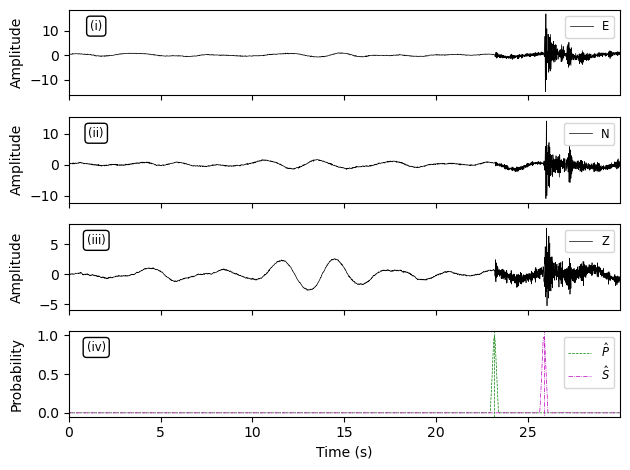 Amplitude
10
0
−10
(i)
E
Amplitude
10
0
−10
(ii)
N
Amplitude
5
0
−5
(iii)
Z
Probability
1.0
0.5
0.0
(iv)
P̂
Ŝ
0 5 10 15 20 25
Time (s)